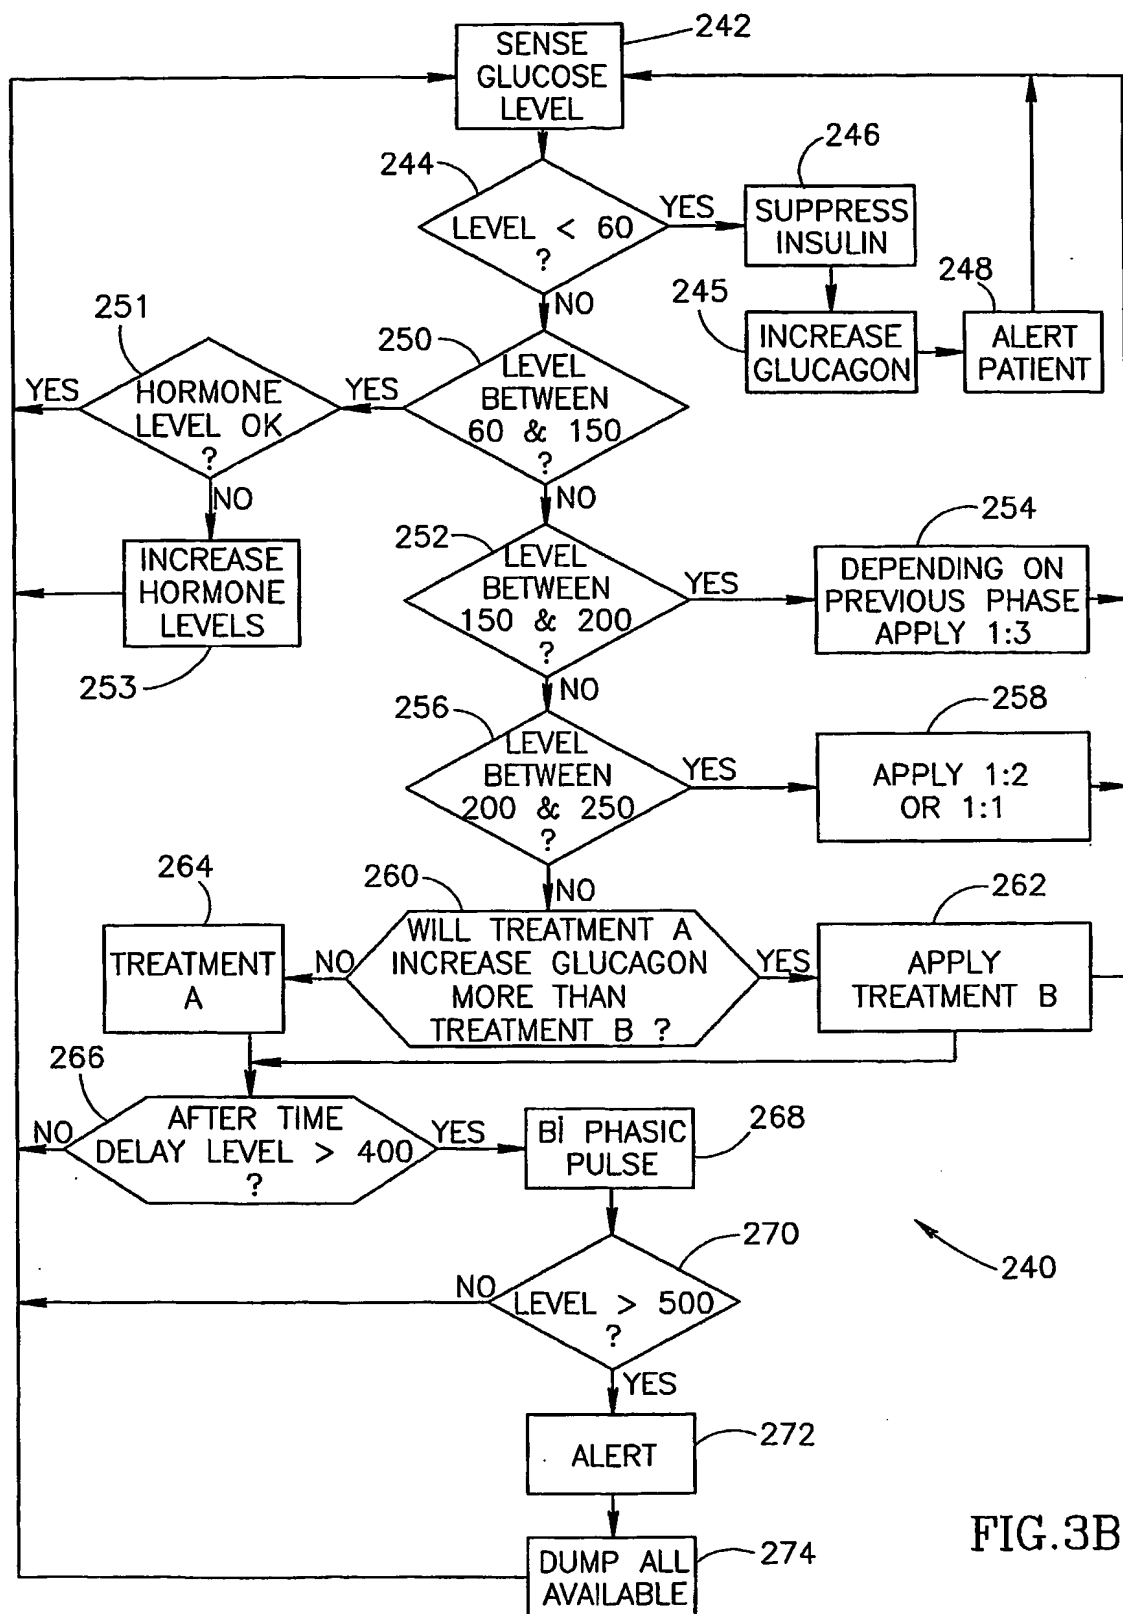 242
SENSE
GLUCOSE
LEVEL
244
LEVEL < 60
?
YES
NO
246
SUPPRESS
INSULIN
245
INCREASE
GLUCAGON
248
ALERT
PATIENT
250
LEVEL
BETWEEN
60 & 150
?
YES
NO
251
HORMONE
LEVEL OK
?
YES
NO
INCREASE
HORMONE
LEVELS
253
252
LEVEL
BETWEEN
150 & 200
?
YES
NO
254
DEPENDING ON
PREVIOUS PHASE
APPLY 1:3
256
LEVEL
BETWEEN
200 & 250
?
YES
NO
258
APPLY 1:2
OR 1:1
260
WILL TREATMENT A
INCREASE GLUCAGON
MORE THAN
TREATMENT B ?
NO
YES
264
TREATMENT
A
262
APPLY
TREATMENT B
266
AFTER TIME
DELAY LEVEL > 400
?
NO
YES
268
Bi PHASIC
PULSE
270
LEVEL > 500
?
NO
YES
240
272
ALERT
274
DUMP ALL
AVAILABLE
FIG.3B